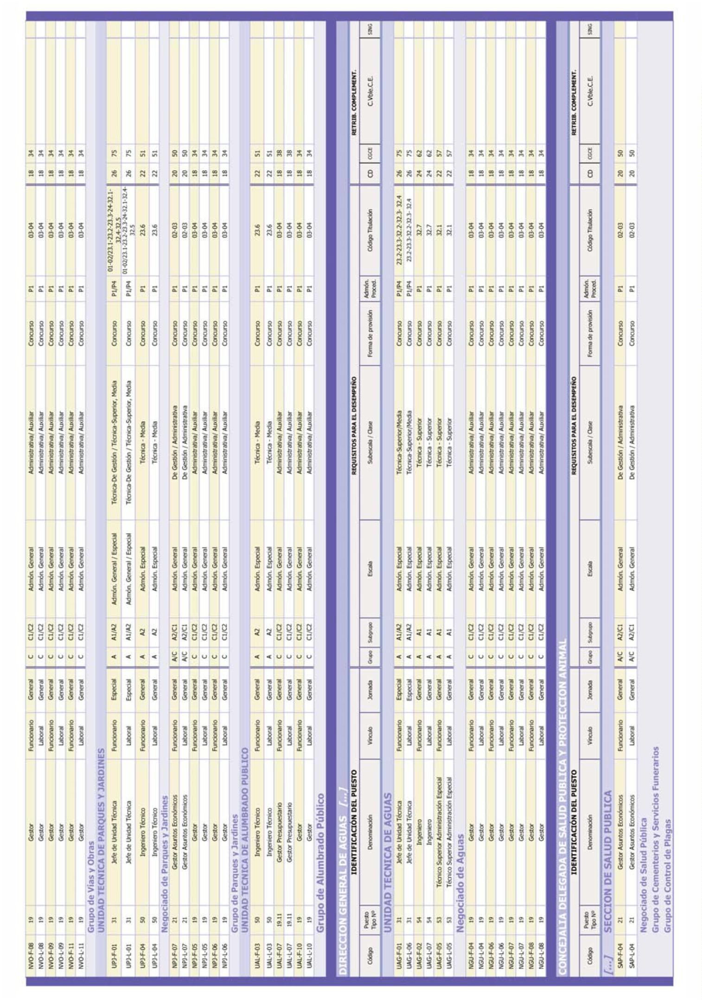 NVO-F-08 19 Gestor Funcionario General C C1/C2 Admón. General Administrativa/ Auxiliar Concurso P1 03-04 18 34
NVO-L-08 19 Gestor Laboral General C C1/C2 Admón. General Administrativa/ Auxiliar Concurso P1 03-04 18 34
NVO-F-09 19 Gestor Funcionario General C C1/C2 Admón. General Administrativa/ Auxiliar Concurso P1 03-04 18 34
NVO-L-09 19 Gestor Laboral General C C1/C2 Admón. General Administrativa/ Auxiliar Concurso P1 03-04 18 34
NVO-F-11 19 Gestor Funcionario General C C1/C2 Admón. General Administrativa/ Auxiliar Concurso P1 03-04 18 34
NVO-L-11 19 Gestor Laboral General C C1/C2 Admón. General Administrativa/ Auxiliar Concurso P1 03-04 18 34
Grupo de Vias y Obras
UNIDAD TECNICA DE PARQUES Y JARDINES
UPJ-F-01 31 Jefe de Unidad Técnica Funcionario Especial A A1/A2 Admón. General / Especial Técnica-De Gestión / Técnica-Superior, Media Concurso P1/P4 01-02/23.1-23.2-23.3-24-32.1-32.4-32.5 26 75
UPJ-L-01 31 Jefe de Unidad Técnica Laboral Especial A A1/A2 Admón. General / Especial Técnica-De Gestión / Técnica-Superior, Media Concurso P1/P4 01-02/23.1-23.2-23.3-24-32.1-32.4-32.5 26 75
UPJ-F-04 50 Ingeniero Técnico Funcionario General A A2 Admón. Especial Técnica - Media Concurso P1 23.6 22 51
UPJ-L-04 50 Ingeniero Técnico Laboral General A A2 Admón. Especial Técnica - Media Concurso P1 23.6 22 51
Negociado de Parques y Jardines
NPJ-F-07 21 Gestor Asuntos Económicos Funcionario General A/C A2/C1 Admón. General De Gestión / Administrativa Concurso P1 02-03 20 50
NPJ-L-07 21 Gestor Asuntos Económicos Laboral General A/C A2/C1 Admón. General De Gestión / Administrativa Concurso P1 02-03 20 50
NPJ-F-05 19 Gestor Funcionario General C C1/C2 Admón. General Administrativa/ Auxiliar Concurso P1 03-04 18 34
NPJ-L-05 19 Gestor Laboral General C C1/C2 Admón. General Administrativa/ Auxiliar Concurso P1 03-04 18 34
NPJ-F-06 19 Gestor Funcionario General C C1/C2 Admón. General Administrativa/ Auxiliar Concurso P1 03-04 18 34
NPJ-L-06 19 Gestor Laboral General C C1/C2 Admón. General Administrativa/ Auxiliar Concurso P1 03-04 18 34
Grupo de Parques y Jardines
UNIDAD TECNICA DE ALUMBRADO PUBLICO
UAL-F-03 50 Ingeniero Técnico Funcionario General A A2 Admón. Especial Técnica - Media Concurso P1 23.6 22 51
UAL-L-03 50 Ingeniero Técnico Laboral General A A2 Admón. Especial Técnica - Media Concurso P1 23.6 22 51
UAL-F-07 19.11 Gestor Presupuestario Funcionario General C C1/C2 Admón. General Administrativa/ Auxiliar Concurso P1 03-04 18 38
UAL-L-07 19.11 Gestor Presupuestario Laboral General C C1/C2 Admón. General Administrativa/ Auxiliar Concurso P1 03-04 18 38
UAL-F-10 19 Gestor Funcionario General C C1/C2 Admón. General Administrativa/ Auxiliar Concurso P1 03-04 18 34
UAL-L-10 19 Gestor Laboral General C C1/C2 Admón. General Administrativa/ Auxiliar Concurso P1 03-04 18 34
Grupo de Alumbrado Público
DIRECCION GENERAL DE AGUAS [...]
IDENTIFICACIÓN DEL PUESTO REQUISITOS PARA EL DESEMPEÑO RETRIB. COMPLEMENT.
Código Puesto Tipo Nº Denominación Vínculo Jornada Grupo Subgrupo Escala Subescala / Clase Forma de provisión Admón. Proced. Código Titulación CD CGCE C.Vble.C.E. SING
UNIDAD TECNICA DE AGUAS
UAG-F-01 31 Jefe de Unidad Técnica Funcionario Especial A A1/A2 Admón. Especial Técnica-Superior/Media Concurso P1/P4 23.2-23.3-32.2-32.3- 32.4 26 75
UAG-L-06 31 Jefe de Unidad Técnica Laboral Especial A A1/A2 Admón. Especial Técnica-Superior/Media Concurso P1/P4 23.2-23.3-32.2-32.3- 32.4 26 75
UAG-F-02 54 Ingeniero Funcionario General A A1 Admón. Especial Técnica - Superior Concurso P1 32.7 24 62
UAG-L-07 54 Ingeniero Laboral General A A1 Admón. Especial Técnica - Superior Concurso P1 32.7 24 62
UAG-F-05 53 Técnico Superior Administración Especial Funcionario General A A1 Admón. Especial Técnica - Superior Concurso P1 32.1 22 57
UAG-L-05 53 Técnico Superior Administración Especial Laboral General A A1 Admón. Especial Técnica - Superior Concurso P1 32.1 22 57
Negociado de Aguas
NGU-F-04 19 Gestor Funcionario General C C1/C2 Admón. General Administrativa/ Auxiliar Concurso P1 03-04 18 34
NGU-L-04 19 Gestor Laboral General C C1/C2 Admón. General Administrativa/ Auxiliar Concurso P1 03-04 18 34
NGU-F-06 19 Gestor Funcionario General C C1/C2 Admón. General Administrativa/ Auxiliar Concurso P1 03-04 18 34
NGU-L-06 19 Gestor Laboral General C C1/C2 Admón. General Administrativa/ Auxiliar Concurso P1 03-04 18 34
NGU-F-07 19 Gestor Funcionario General C C1/C2 Admón. General Administrativa/ Auxiliar Concurso P1 03-04 18 34
NGU-L-07 19 Gestor Laboral General C C1/C2 Admón. General Administrativa/ Auxiliar Concurso P1 03-04 18 34
NGU-F-08 19 Gestor Funcionario General C C1/C2 Admón. General Administrativa/ Auxiliar Concurso P1 03-04 18 34
NGU-L-08 19 Gestor Laboral General C C1/C2 Admón. General Administrativa/ Auxiliar Concurso P1 03-04 18 34
CONCEJALIA DELEGADA DE SALUD PUBLICA Y PROTECCION ANIMAL
IDENTIFICACIÓN DEL PUESTO REQUISITOS PARA EL DESEMPEÑO RETRIB. COMPLEMENT.
Código Puesto Tipo Nº Denominación Vínculo Jornada Grupo Subgrupo Escala Subescala / Clase Forma de provisión Admón. Proced. Código Titulación CD CGCE C.Vble.C.E. SING
[...] SECCION DE SALUD PUBLICA
SAP-F-04 21 Gestor Asuntos Económicos Funcionario General A/C A2/C1 Admón. General De Gestión / Administrativa Concurso P1 02-03 20 50
SAP-L-04 21 Gestor Asuntos Económicos Laboral General A/C A2/C1 Admón. General De Gestión / Administrativa Concurso P1 02-03 20 50
Negociado de Salud Pública
Grupo de Cementerios y Servicios Funerarios
Grupo de Control de Plagas